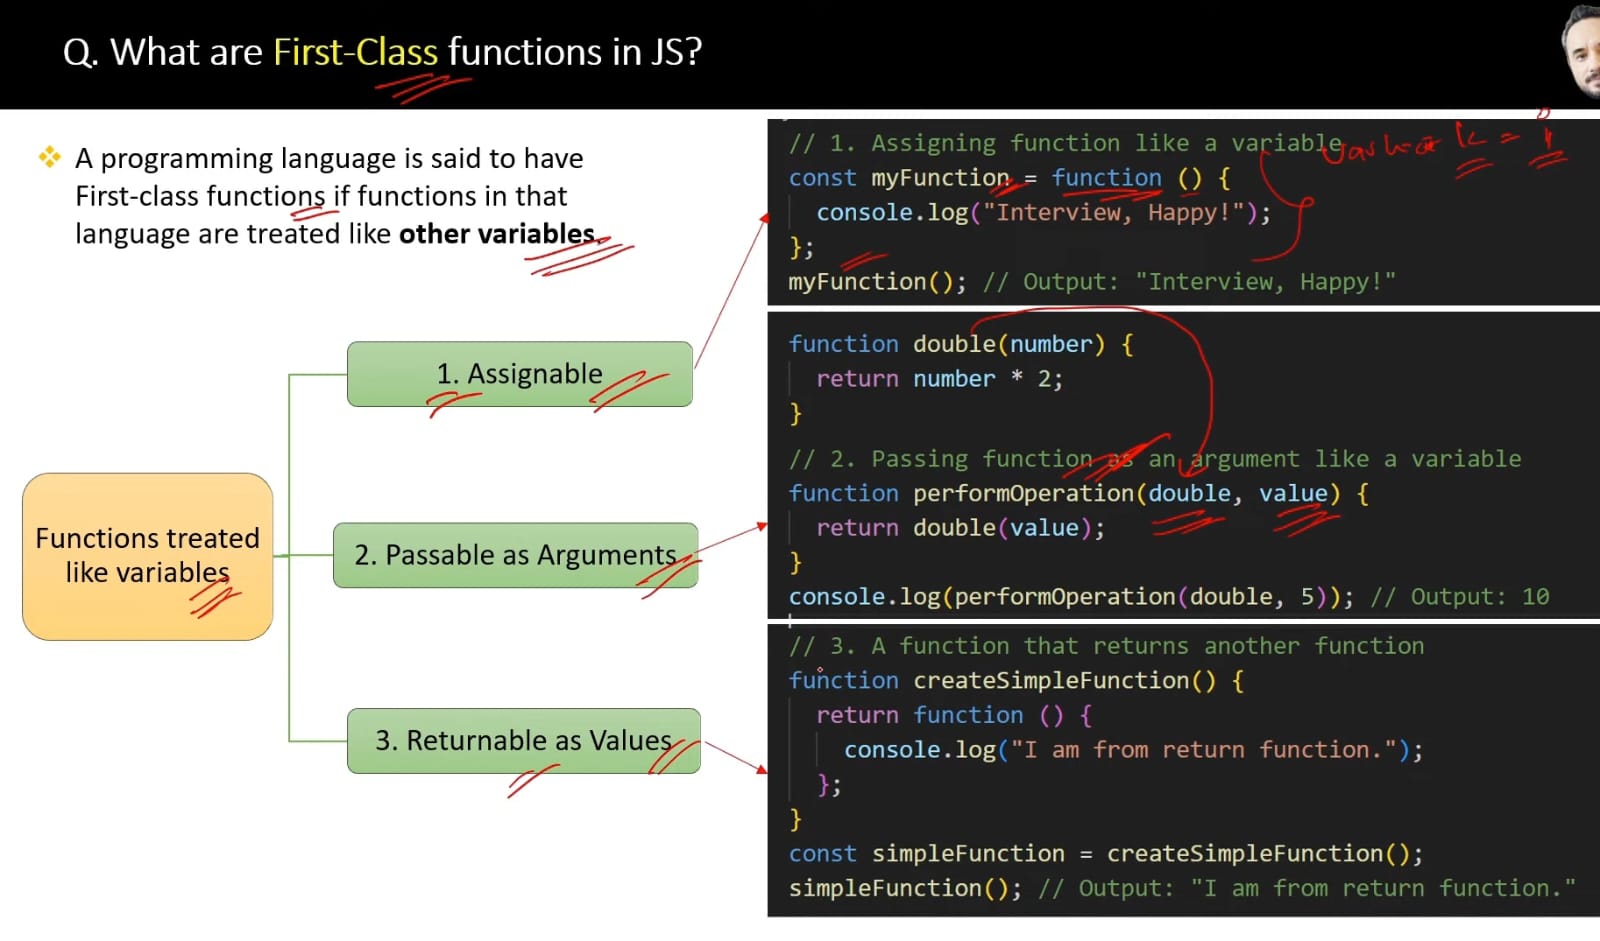 Q. What are First-Class functions in JS?
❖ A programming language is said to have
First-class functions if functions in that
language are treated like other variables.
Functions treated
like variables
1. Assignable
2. Passable as Arguments
3. Returnable as Values
// 1. Assigning function like a variable
const myFunction = function () {
console.log("Interview, Happy!");
};
myFunction(); // Output: "Interview, Happy!"
function double(number) {
return number * 2;
}
// 2. Passing function as an argument like a variable
function performOperation(double, value) {
return double(value);
}
console.log(performOperation(double, 5)); // Output: 10
// 3. A function that returns another function
function createSimpleFunction() {
return function () {
console.log("I am from return function.");
};
}
const simpleFunction = createSimpleFunction();
simpleFunction(); // Output: "I am from return function."